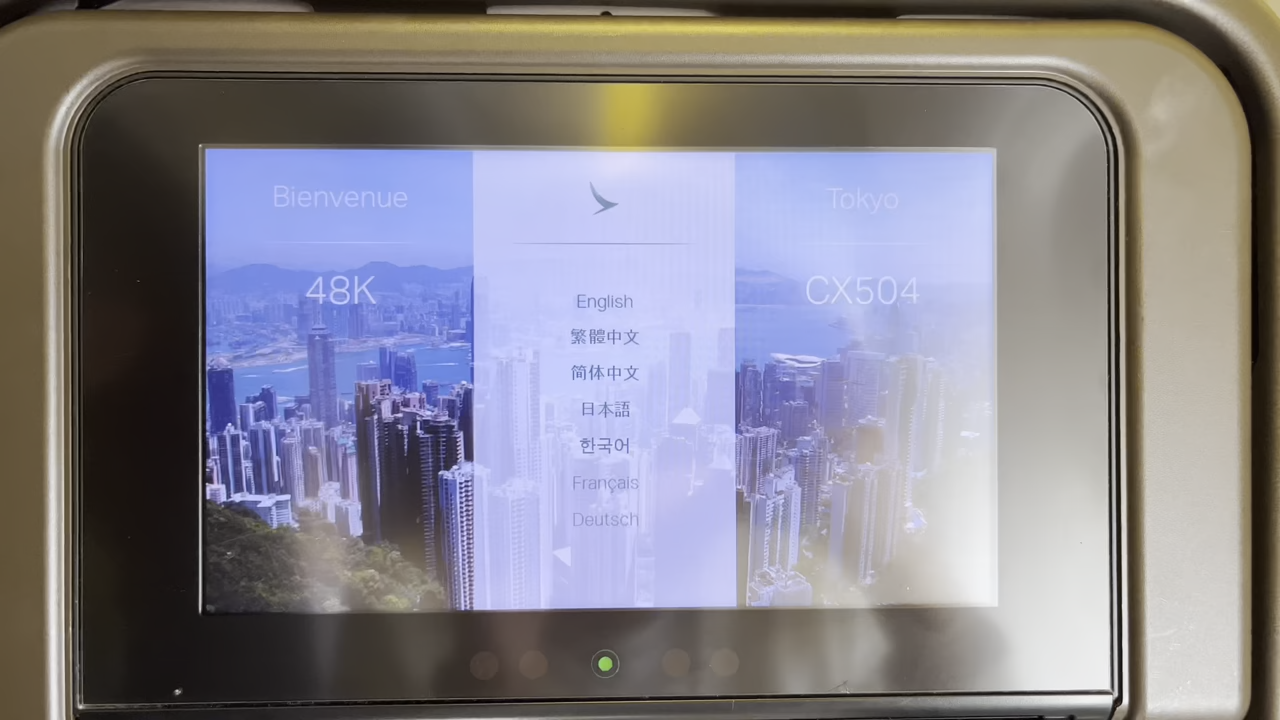 Bienvenue
48K
English
繁體中文
简体中文
日本語
한국어
Français
Deutsch
Tokyo
CX504